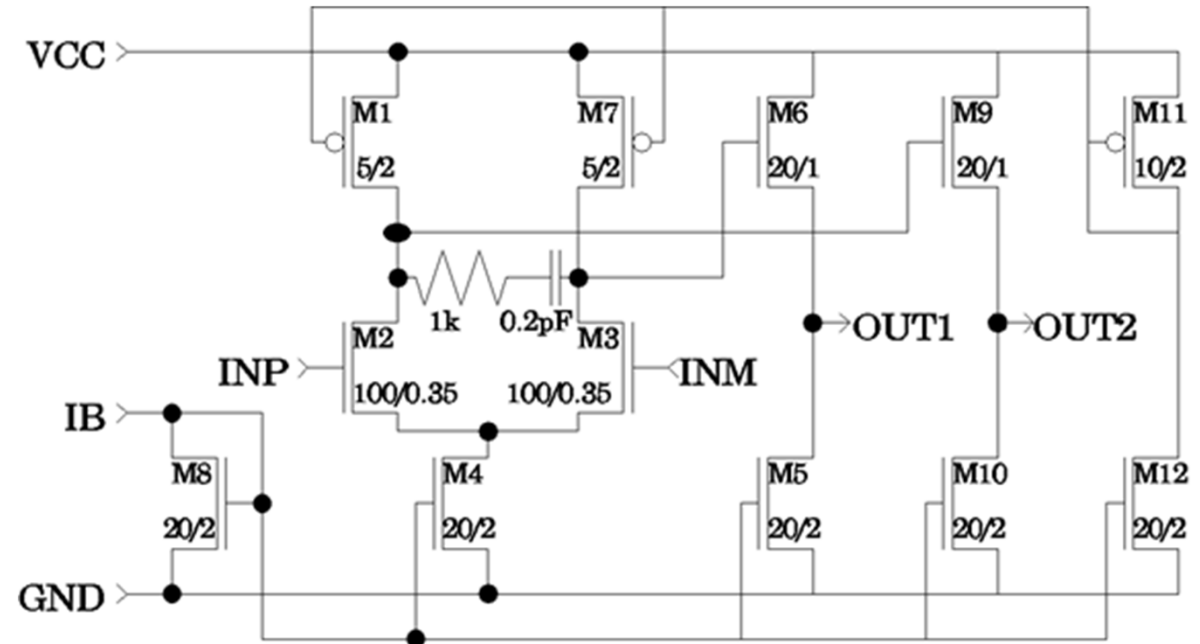 VCC
M1
M7
M6
M9
M11
5/2
5/2
20/1
20/1
10/2
1k
0.2pF
OUT1
OUT2
M2
M3
INP
INM
100/0.35
100/0.35
IB
M8
M4
M5
M10
M12
20/2
20/2
20/2
20/2
20/2
GND